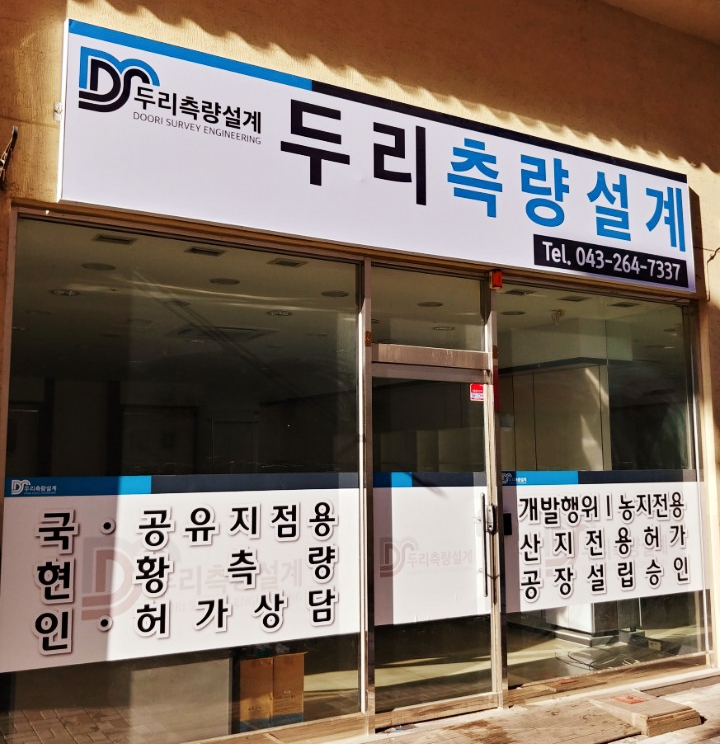 두리측량설계
DOORI SURVEY ENGINEERING
두리측량설계
Tel. 043-264-7337
두리측량설계
국·공유지점용
현황측량
인·허가상담
두리측량설계
두리측량설계
개발행위 | 농지전용
산지전용허가
공장설립승인